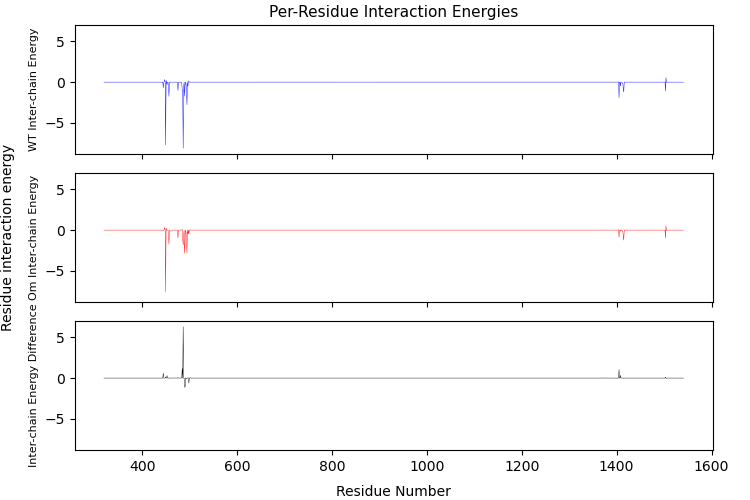 Per-Residue Interaction Energies
Residue interaction energy
WT Inter-chain Energy
5
0
−5
Om Inter-chain Energy
5
0
−5
Inter-chain Energy Difference
5
0
−5
400
600
800
1000
1200
1400
1600
Residue Number